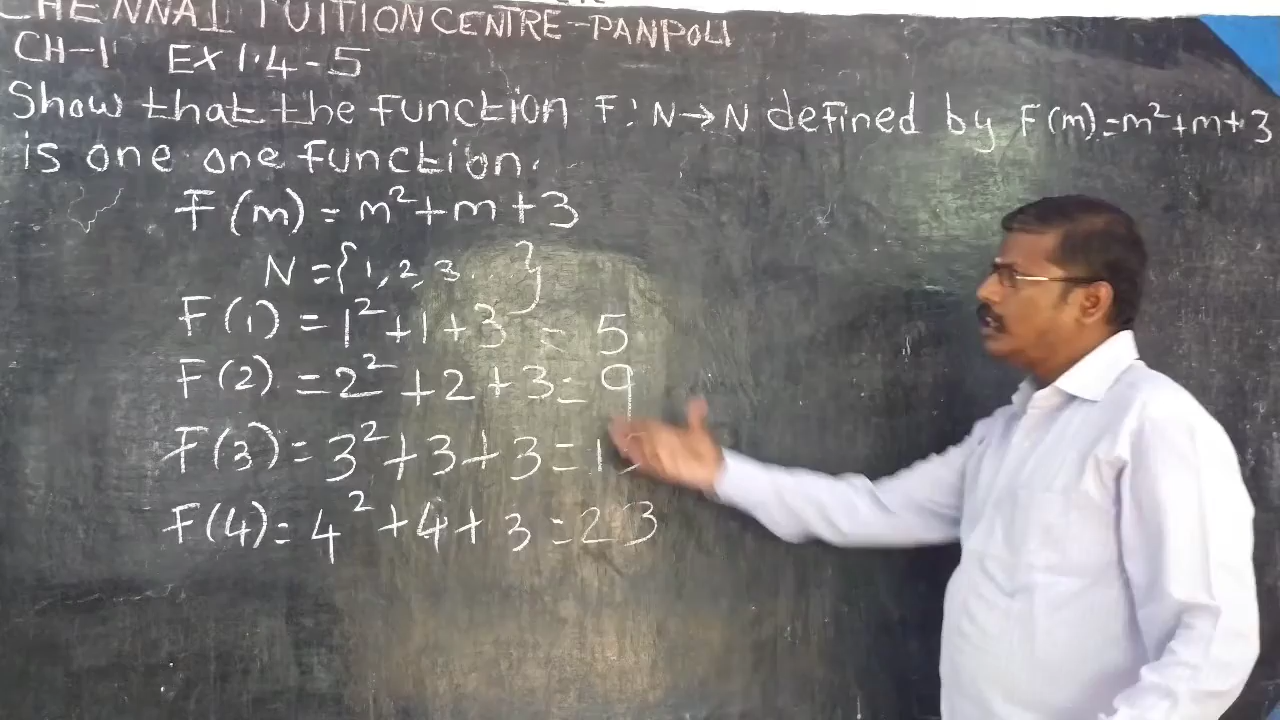 CHENNAI TUITION CENTRE-PANPOLI
CH-1 EX 1.4-5
Show that the function F: N→N defined by F(m)=m²+m+3
is one one function.
F(m) = m²+m+3
N = {1,2,3...}
F(1) = 1²+1+3 = 5
F(2) = 2²+2+3 = 9
F(3) = 3²+3+3 =
F(4) = 4²+4+3 = 23